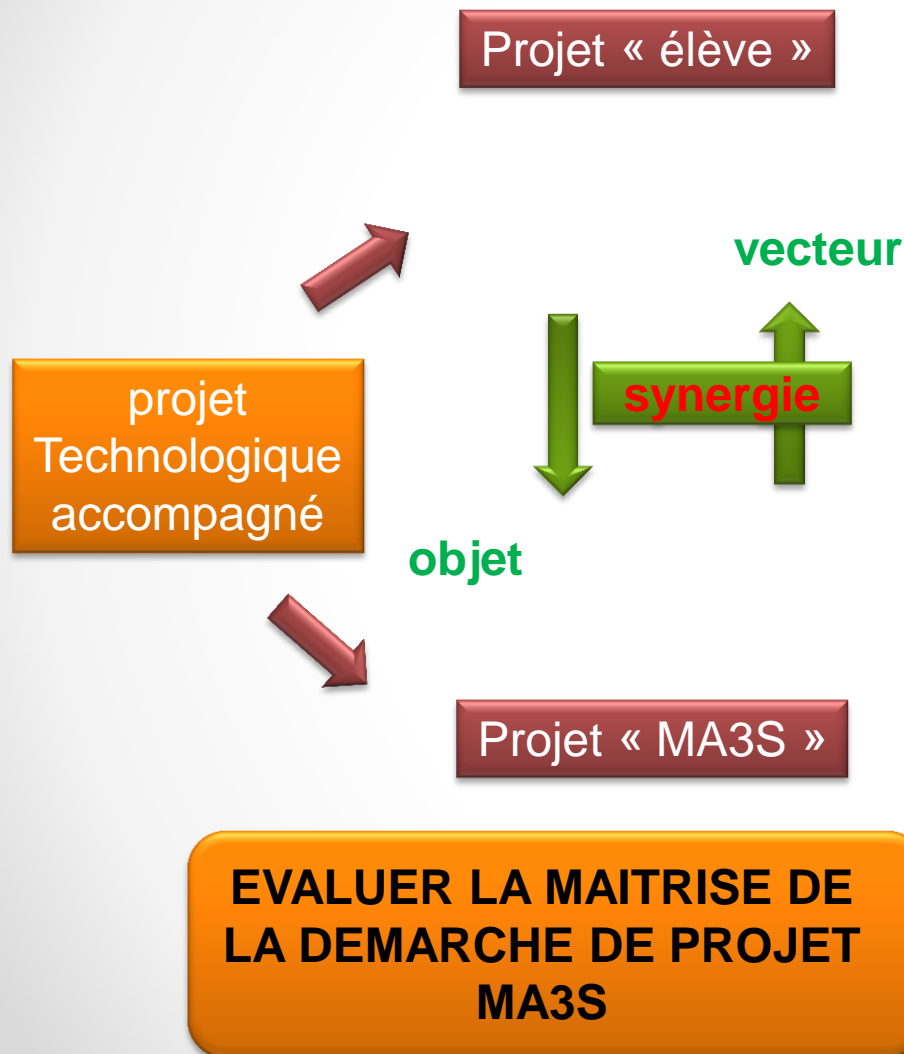 Projet « élève »
vecteur
synergie
projet
Technologique
accompagné
objet
Projet « MA3S »
EVALUER LA MAITRISE DE
LA DEMARCHE DE PROJET
MA3S